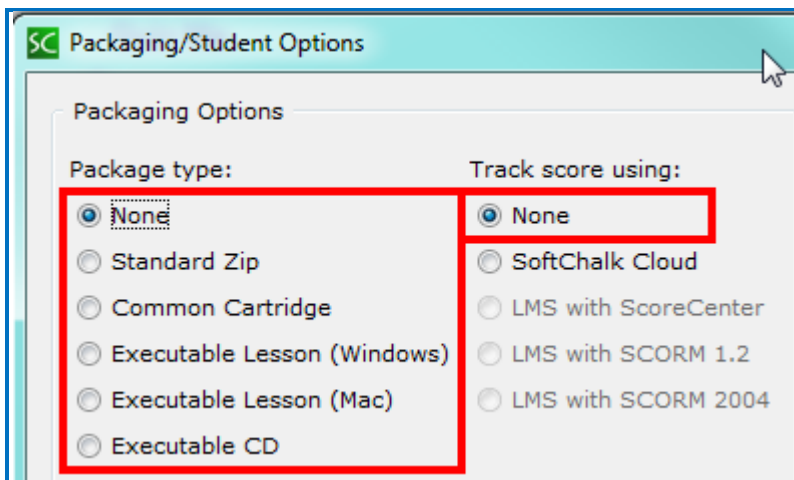 SC Packaging/Student Options
Packaging Options
Package type:
None
Standard Zip
Common Cartridge
Executable Lesson (Windows)
Executable Lesson (Mac)
Executable CD
Track score using:
None
SoftChalk Cloud
LMS with ScoreCenter
LMS with SCORM 1.2
LMS with SCORM 2004